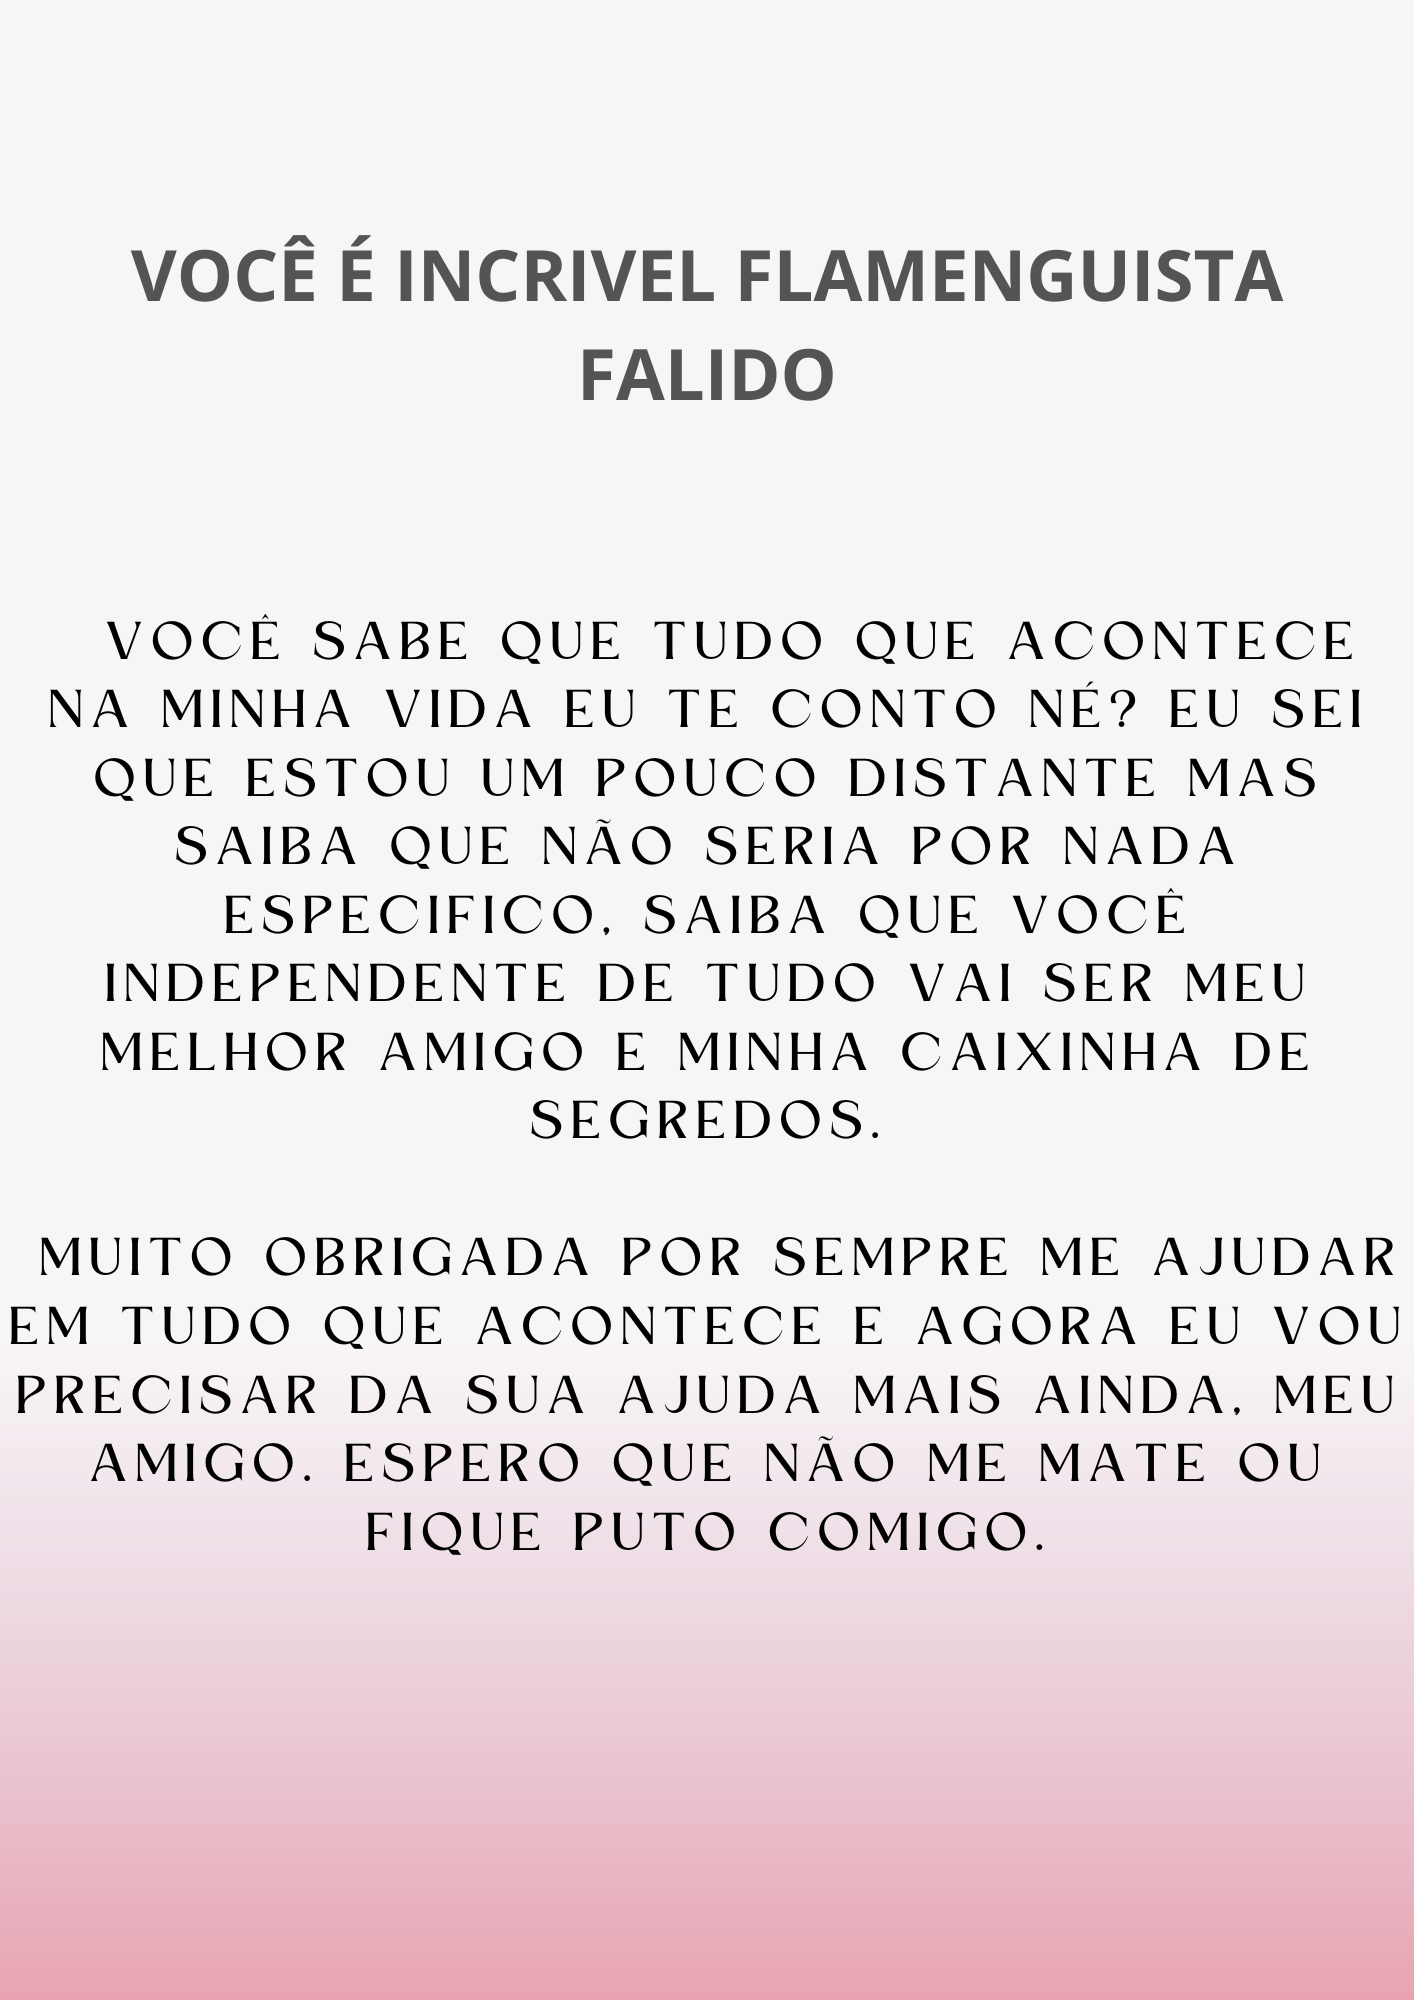 VOCÊ É INCRIVEL FLAMENGUISTA
FALIDO
VOCÊ SABE QUE TUDO QUE ACONTECE
NA MINHA VIDA EU TE CONTO NÉ? EU SEI
QUE ESTOU UM POUCO DISTANTE MAS
SAIBA QUE NÃO SERIA POR NADA
ESPECIFICO, SAIBA QUE VOCÊ
INDEPENDENTE DE TUDO VAI SER MEU
MELHOR AMIGO E MINHA CAIXINHA DE
SEGREDOS.
MUITO OBRIGADA POR SEMPRE ME AJUDAR
EM TUDO QUE ACONTECE E AGORA EU VOU
PRECISAR DA SUA AJUDA MAIS AINDA, MEU
AMIGO. ESPERO QUE NÃO ME MATE OU
FIQUE PUTO COMIGO.